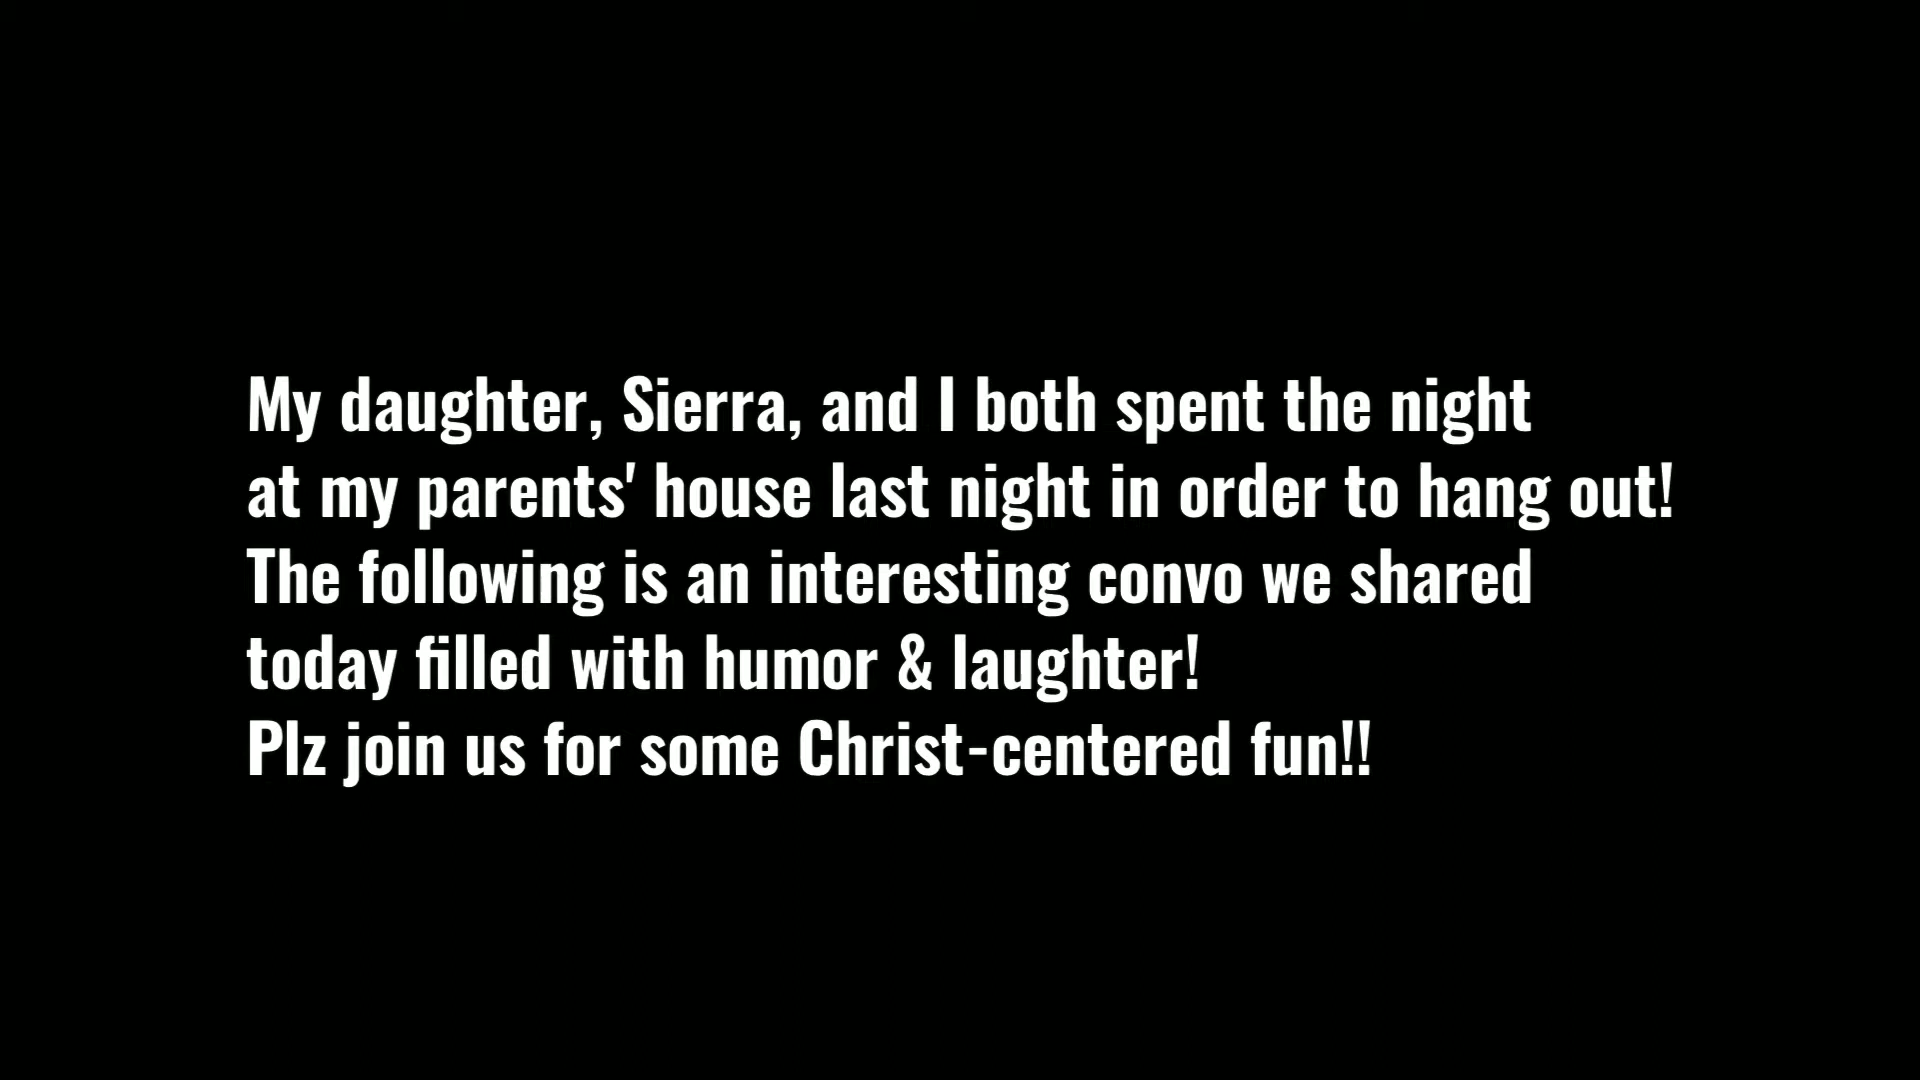 My daughter, Sierra, and I both spent the night
at my parents' house last night in order to hang out!
The following is an interesting convo we shared
today filled with humor & laughter!
Plz join us for some Christ-centered fun!!